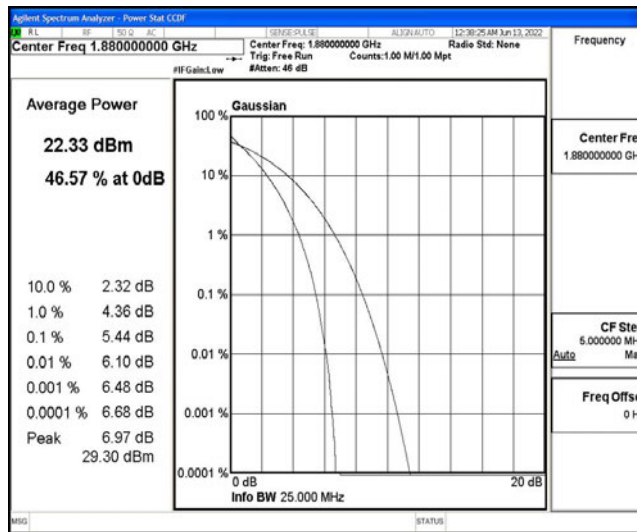 Agilent Spectrum Analyzer - Power Stat CCDF
RL RF 50 Ω AC SENSE:PULSE ALIGN AUTO 12:38:25 AM Jun 13, 2022
Center Freq 1.880000000 GHz
Center Freq: 1.880000000 GHz Radio Std: None
Trig: Free Run Counts:1.00 M/1.00 Mpt
#IFGain:Low #Atten: 46 dB
Frequency
Average Power
22.33 dBm
46.57 % at 0dB
10.0 % 2.32 dB
1.0 % 4.36 dB
0.1 % 5.44 dB
0.01 % 6.10 dB
0.001 % 6.48 dB
0.0001 % 6.68 dB
Peak 6.97 dB
29.30 dBm
Gaussian
100 %
10 %
1 %
0.1 %
0.01 %
0.001 %
0.0001 %
0 dB 20 dB
Info BW 25.000 MHz
Center Fre
1.880000000 GH
CF Ste
5.000000 MH
Auto Ma
Freq Offse
0 H
MSG STATUS